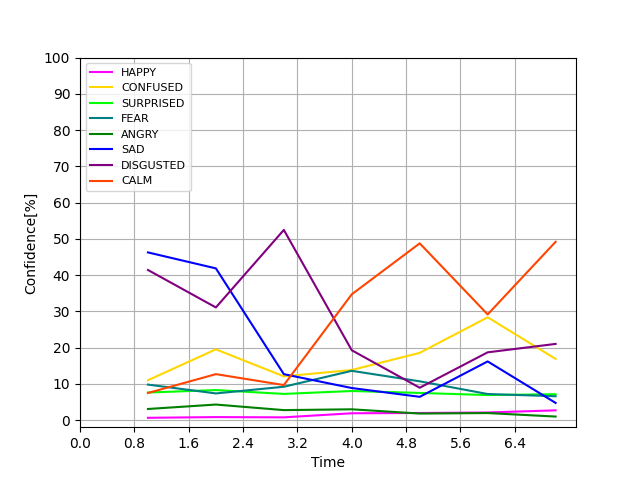 100
90
80
70
60
50
40
30
20
10
0
Confidence[%]
HAPPY
CONFUSED
SURPRISED
FEAR
ANGRY
SAD
DISGUSTED
CALM
0.0 0.8 1.6 2.4 3.2 4.0 4.8 5.6 6.4
Time